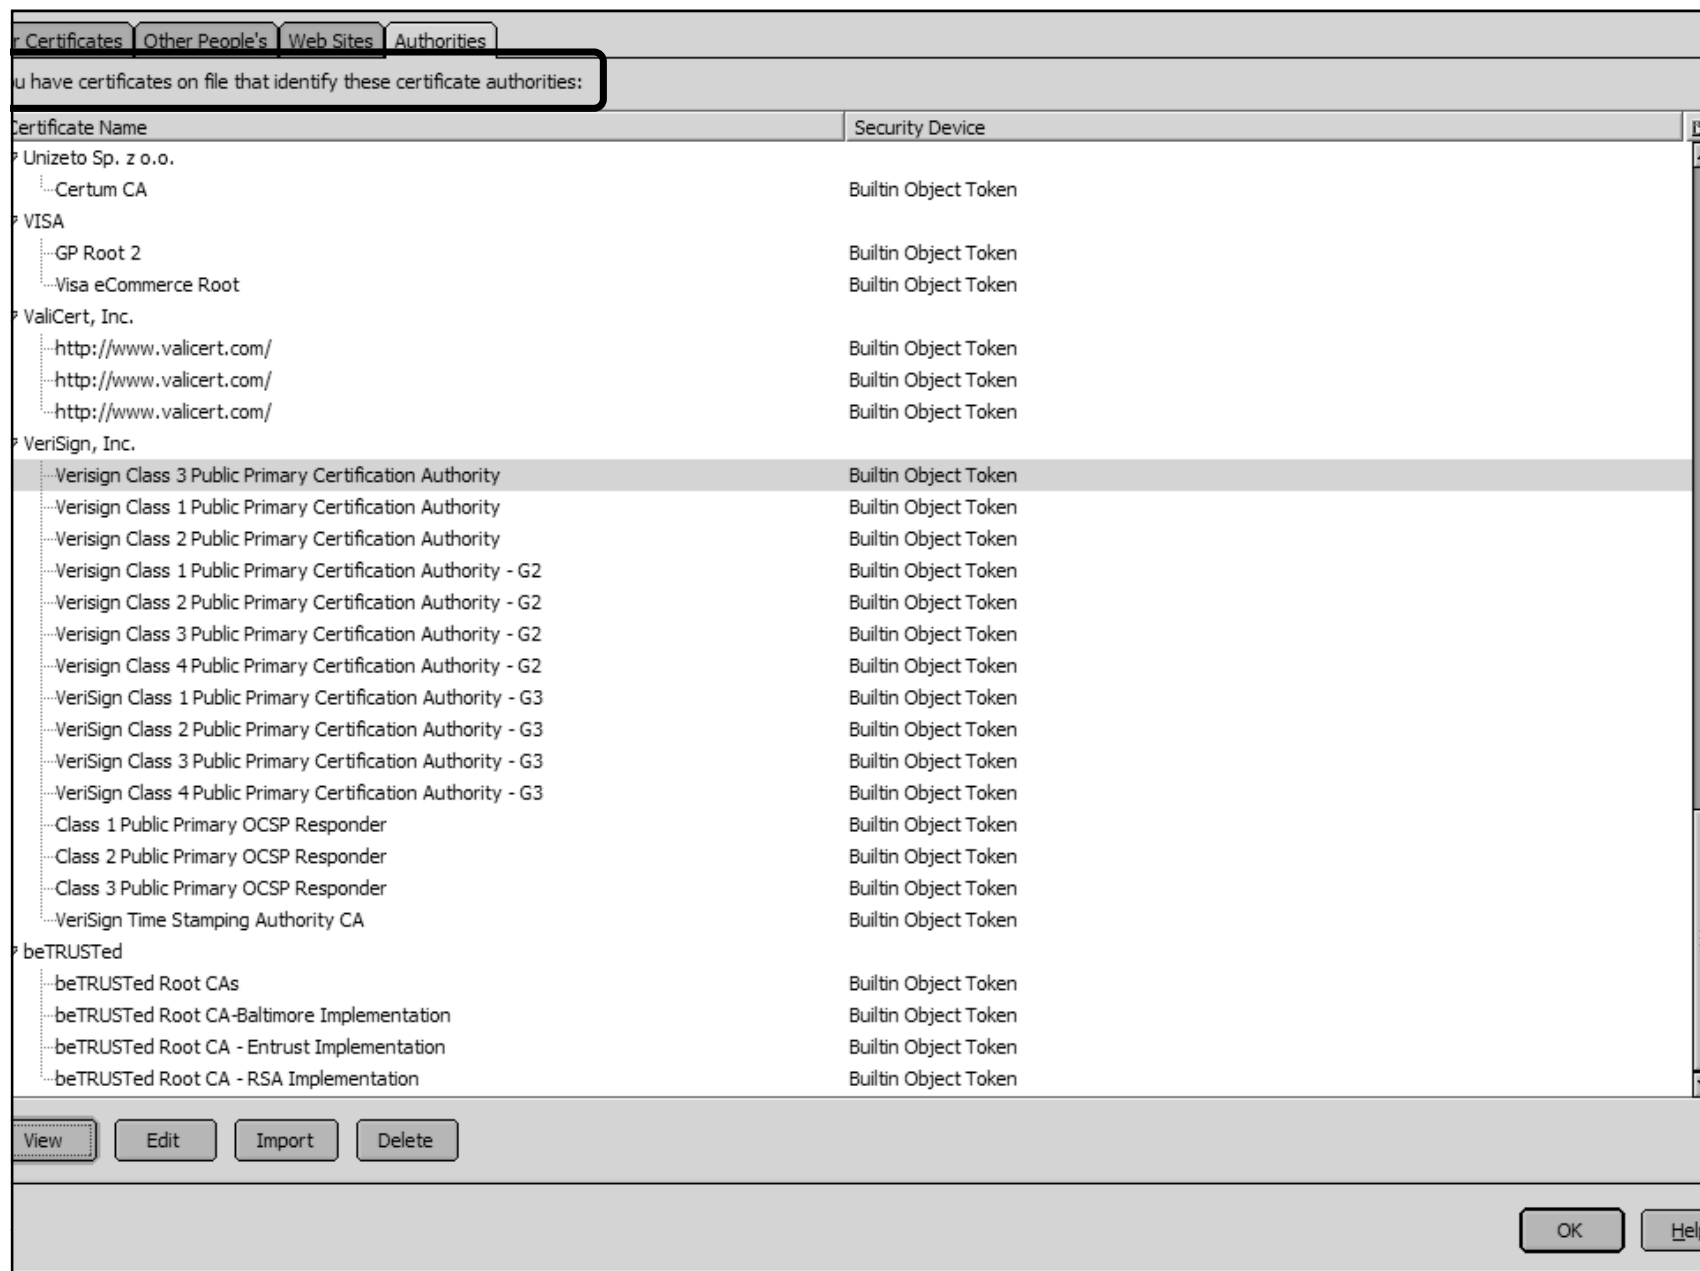 r Certificates Other People's Web Sites Authorities
u have certificates on file that identify these certificate authorities:
Certificate Name Security Device
Unizeto Sp. z o.o.
Certum CA Builtin Object Token
VISA
GP Root 2 Builtin Object Token
Visa eCommerce Root Builtin Object Token
ValiCert, Inc.
http://www.valicert.com/ Builtin Object Token
http://www.valicert.com/ Builtin Object Token
http://www.valicert.com/ Builtin Object Token
VeriSign, Inc.
Verisign Class 3 Public Primary Certification Authority Builtin Object Token
Verisign Class 1 Public Primary Certification Authority Builtin Object Token
Verisign Class 2 Public Primary Certification Authority Builtin Object Token
Verisign Class 1 Public Primary Certification Authority - G2 Builtin Object Token
Verisign Class 2 Public Primary Certification Authority - G2 Builtin Object Token
Verisign Class 3 Public Primary Certification Authority - G2 Builtin Object Token
Verisign Class 4 Public Primary Certification Authority - G2 Builtin Object Token
VeriSign Class 1 Public Primary Certification Authority - G3 Builtin Object Token
VeriSign Class 2 Public Primary Certification Authority - G3 Builtin Object Token
VeriSign Class 3 Public Primary Certification Authority - G3 Builtin Object Token
VeriSign Class 4 Public Primary Certification Authority - G3 Builtin Object Token
Class 1 Public Primary OCSP Responder Builtin Object Token
Class 2 Public Primary OCSP Responder Builtin Object Token
Class 3 Public Primary OCSP Responder Builtin Object Token
VeriSign Time Stamping Authority CA Builtin Object Token
beTRUSTed
beTRUSTed Root CAs Builtin Object Token
beTRUSTed Root CA-Baltimore Implementation Builtin Object Token
beTRUSTed Root CA - Entrust Implementation Builtin Object Token
beTRUSTed Root CA - RSA Implementation Builtin Object Token
View Edit Import Delete
OK Hel